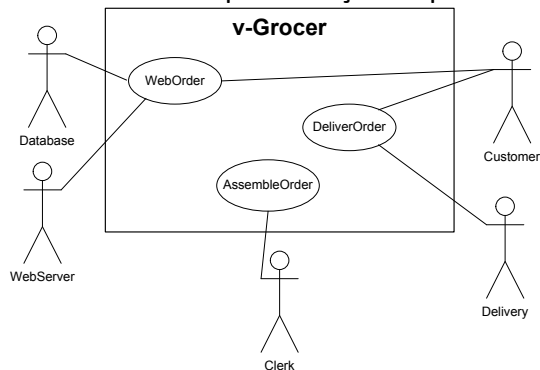 v-Grocer
WebOrder
Database
DeliverOrder
Customer
AssembleOrder
WebServer
Delivery
Clerk